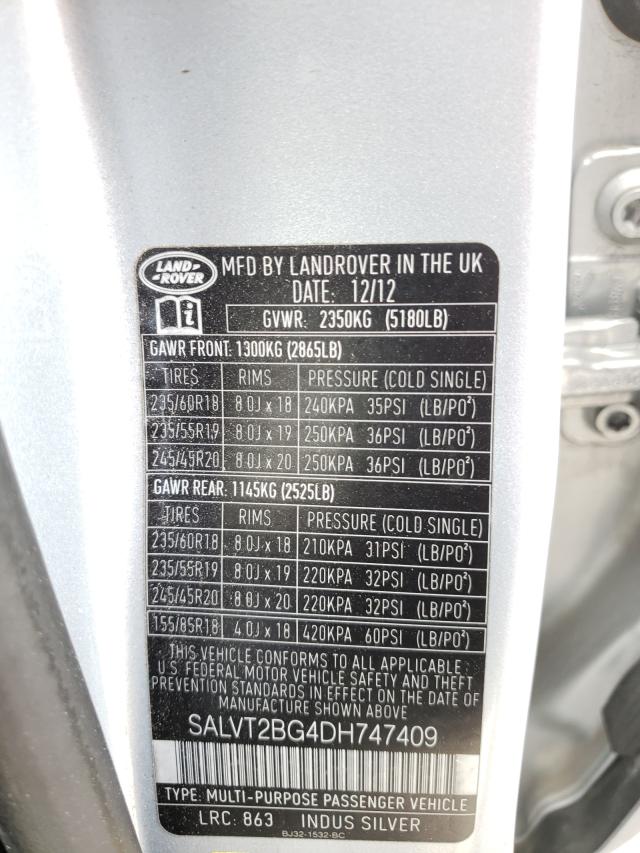 LAND ROVER
MFD BY LANDROVER IN THE UK
DATE: 12/12
GVWR: 2350KG (5180LB)
GAWR FRONT: 1300KG (2865LB)
TIRES RIMS PRESSURE (COLD SINGLE)
235/60R18 8.0J x 18 240KPA 35PSI (LB/PO²)
235/55R19 8.0J x 19 250KPA 36PSI (LB/PO²)
245/45R20 8.0J x 20 250KPA 36PSI (LB/PO²)
GAWR REAR: 1145KG (2525LB)
TIRES RIMS PRESSURE (COLD SINGLE)
235/60R18 8.0J x 18 210KPA 31PSI (LB/PO²)
235/55R19 8.0J x 19 220KPA 32PSI (LB/PO²)
245/45R20 8.0J x 20 220KPA 32PSI (LB/PO²)
155/85R18 4.0J x 18 420KPA 60PSI (LB/PO²)
THIS VEHICLE CONFORMS TO ALL APPLICABLE
U.S. FEDERAL MOTOR VEHICLE SAFETY AND THEFT
PREVENTION STANDARDS IN EFFECT ON THE DATE OF
MANUFACTURE SHOWN ABOVE
SALVT2BG4DH747409
TYPE: MULTI-PURPOSE PASSENGER VEHICLE
LRC: 863 INDUS SILVER
BJ32-1532-BC